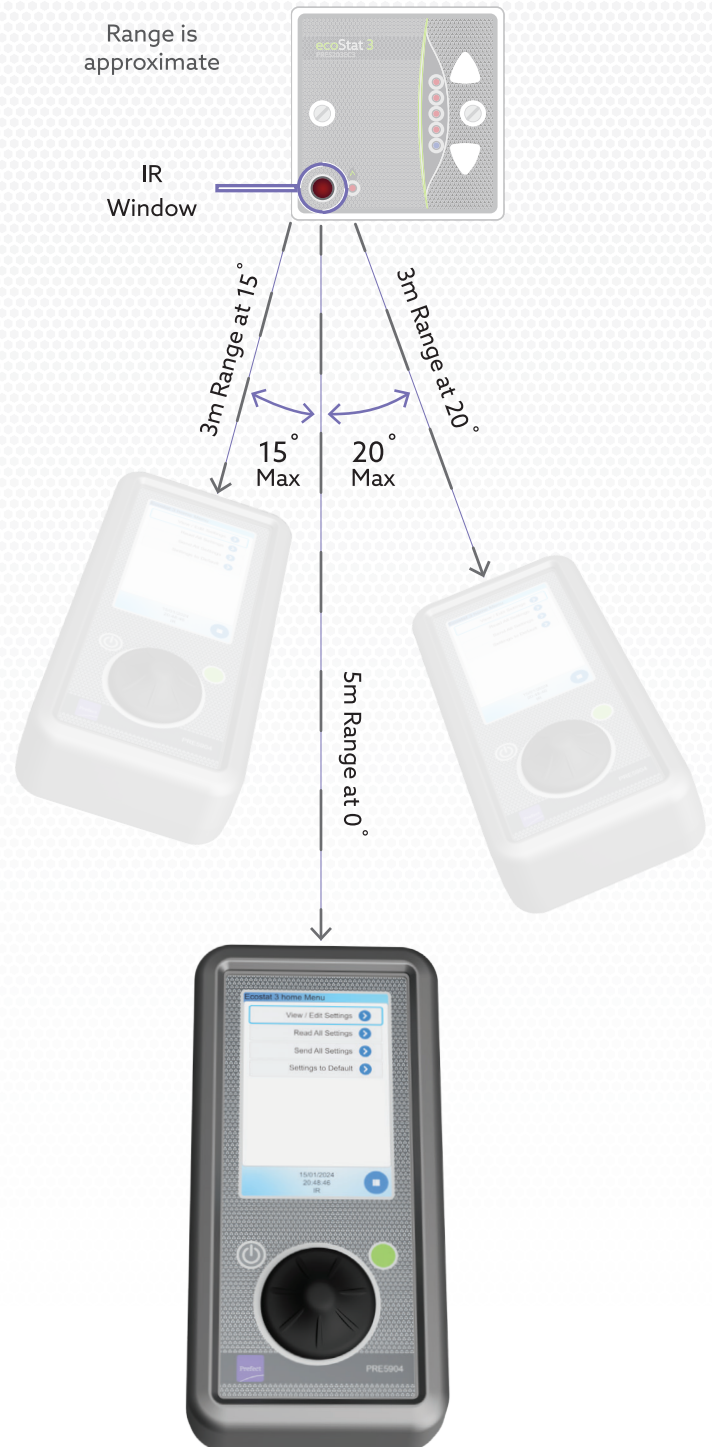 Range is
approximate
ecoStat 3
IR
Window
3m Range at 15°
3m Range at 20°
15°
Max
20°
Max
5m Range at 0°
Ecostat 3 home Menu
View / Edit Settings
Read All Settings
Send All Settings
Settings to Default
15/01/2024
20:48:46
IR
Prefect
PRE5904